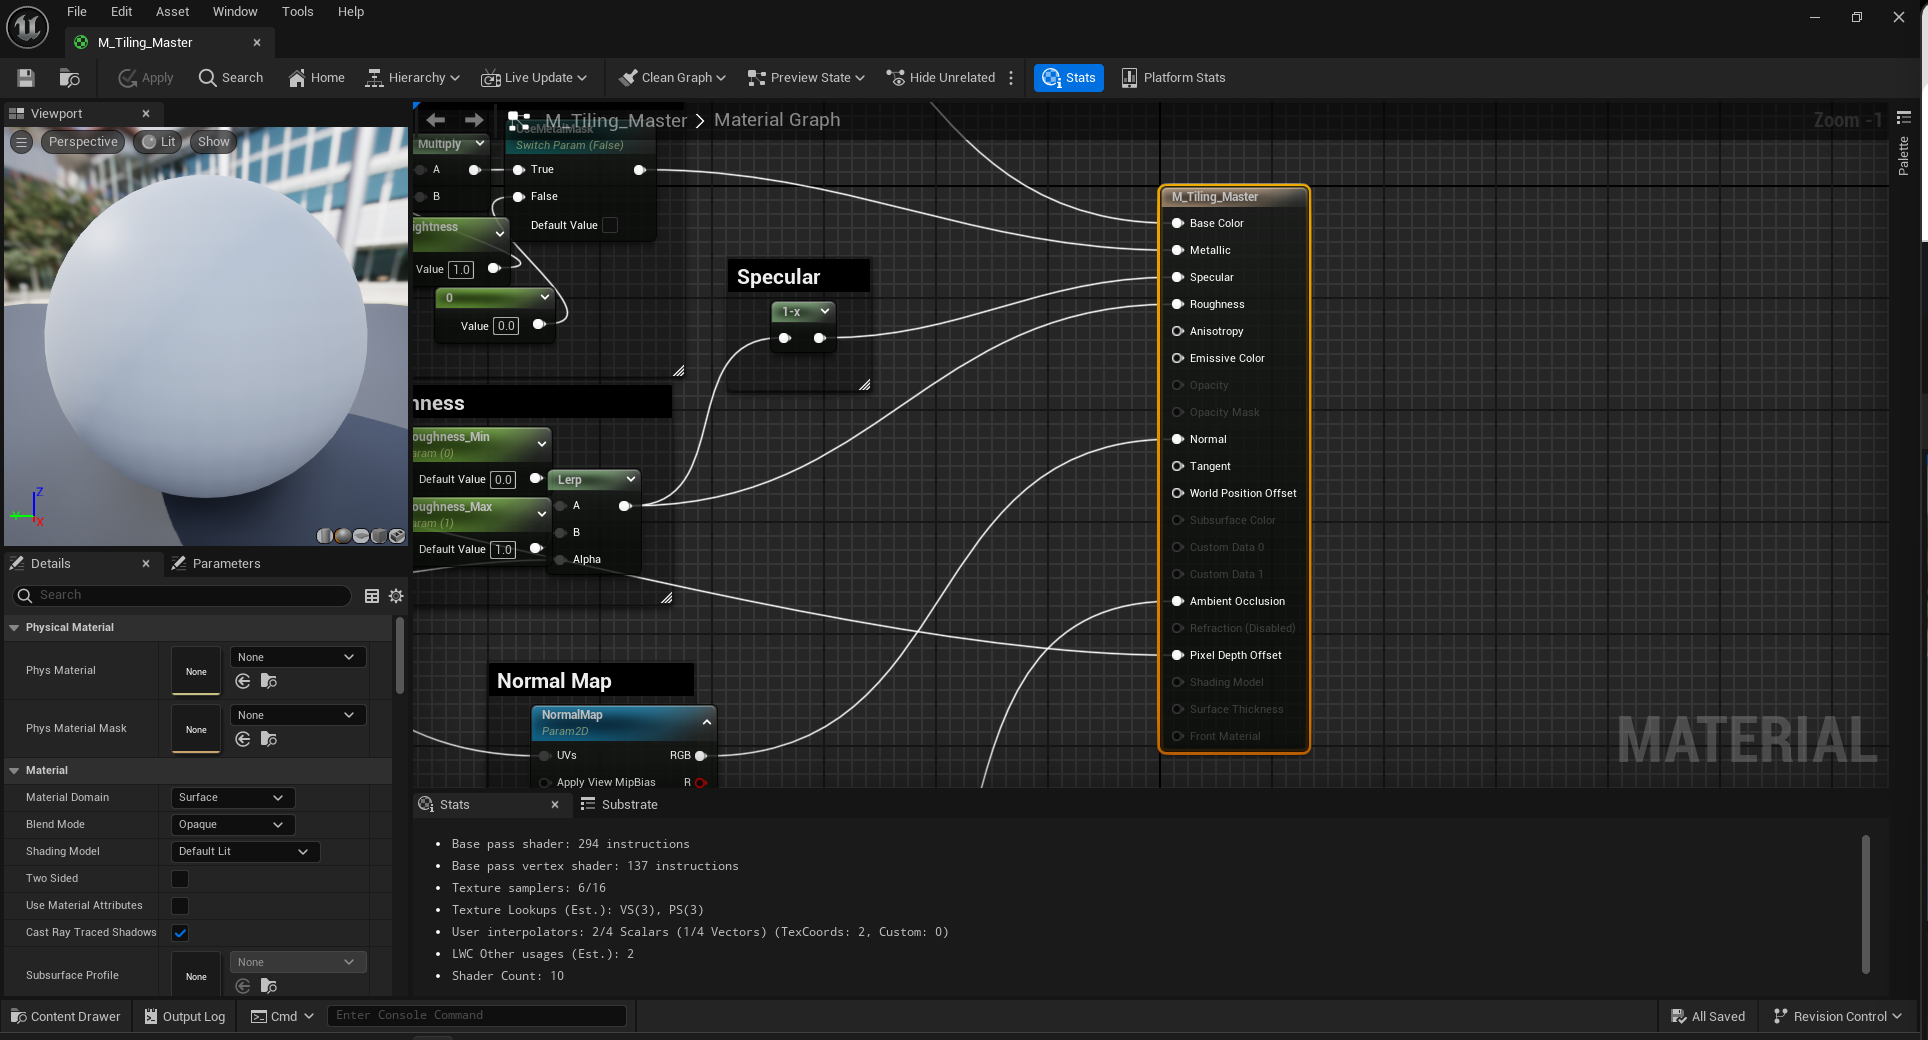 File Edit Asset Window Tools Help
M_Tiling_Master
Apply Search Home Hierarchy Live Update Clean Graph Preview State Hide Unrelated Stats Platform Stats
Viewport
Perspective Lit Show
Z
Y
X
Details Parameters
Search
Physical Material
Phys Material None None
Phys Material Mask None None
Material
Material Domain Surface
Blend Mode Opaque
Shading Model Default Lit
Two Sided
Use Material Attributes
Cast Ray Traced Shadows
Subsurface Profile None None
M_Tiling_Master > Material Graph
Zoom -1
Palette
Multiply
A
B
UseMetalMask
Switch Param (False)
True
False
Default Value
ightness
Value 1.0
0
Value 0.0
Specular
1-x
hness
oughness_Min
aram (0)
Default Value 0.0
oughness_Max
aram (1)
Default Value 1.0
Lerp
A
B
Alpha
Normal Map
NormalMap
Param2D
UVs RGB
Apply View MipBias R
M_Tiling_Master
Base Color
Metallic
Specular
Roughness
Anisotropy
Emissive Color
Opacity
Opacity Mask
Normal
Tangent
World Position Offset
Subsurface Color
Custom Data 0
Custom Data 1
Ambient Occlusion
Refraction (Disabled)
Pixel Depth Offset
Shading Model
Surface Thickness
Front Material
MATERIAL
Stats Substrate
• Base pass shader: 294 instructions
• Base pass vertex shader: 137 instructions
• Texture samplers: 6/16
• Texture Lookups (Est.): VS(3), PS(3)
• User interpolators: 2/4 Scalars (1/4 Vectors) (TexCoords: 2, Custom: 0)
• LWC Other usages (Est.): 2
• Shader Count: 10
Content Drawer Output Log Cmd Enter Console Command All Saved Revision Control